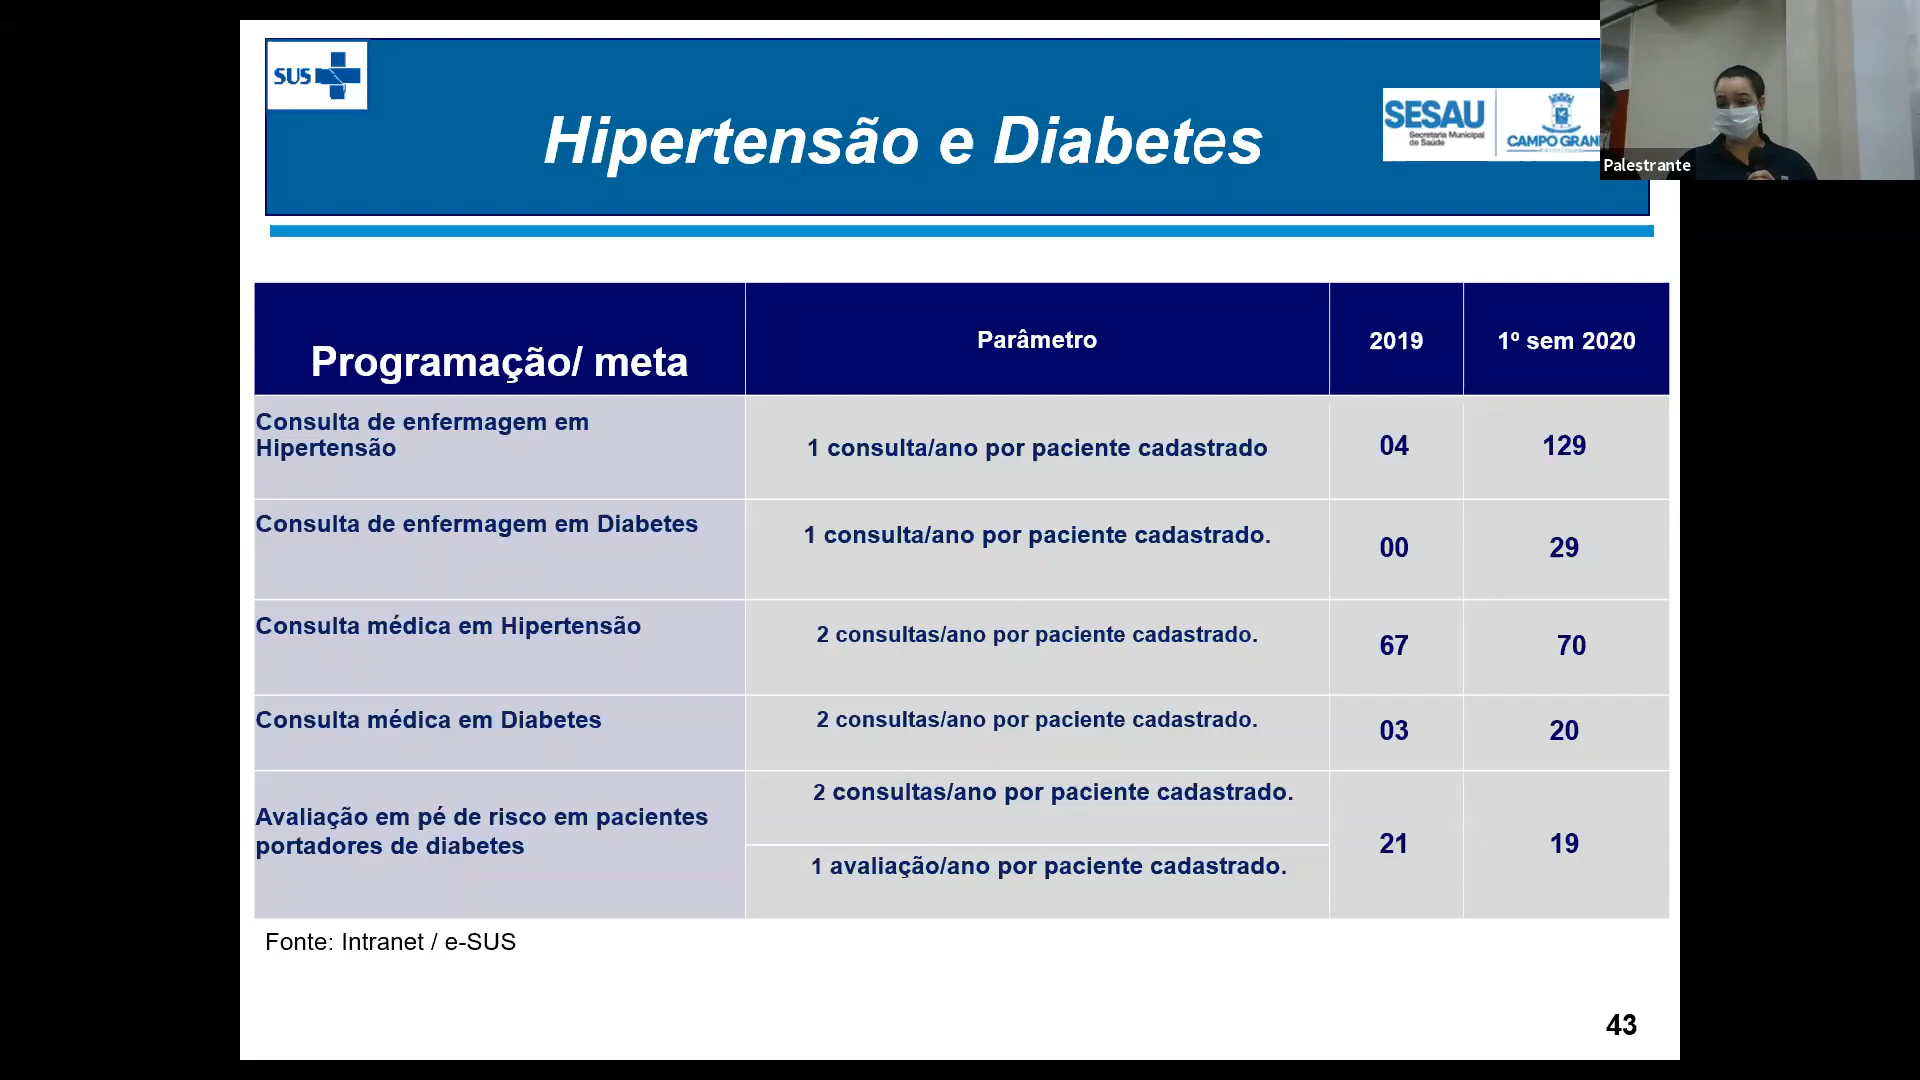 SUS
Hipertensão e Diabetes
SESAU
Secretaria Municipal
de Saúde
CAMPO GRAN
Palestrante
Programação/ meta
Parâmetro
2019
1º sem 2020
Consulta de enfermagem em
Hipertensão
1 consulta/ano por paciente cadastrado
04
129
Consulta de enfermagem em Diabetes
1 consulta/ano por paciente cadastrado.
00
29
Consulta médica em Hipertensão
2 consultas/ano por paciente cadastrado.
67
70
Consulta médica em Diabetes
2 consultas/ano por paciente cadastrado.
03
20
Avaliação em pé de risco em pacientes
portadores de diabetes
2 consultas/ano por paciente cadastrado.
1 avaliação/ano por paciente cadastrado.
21
19
Fonte: Intranet / e-SUS
43